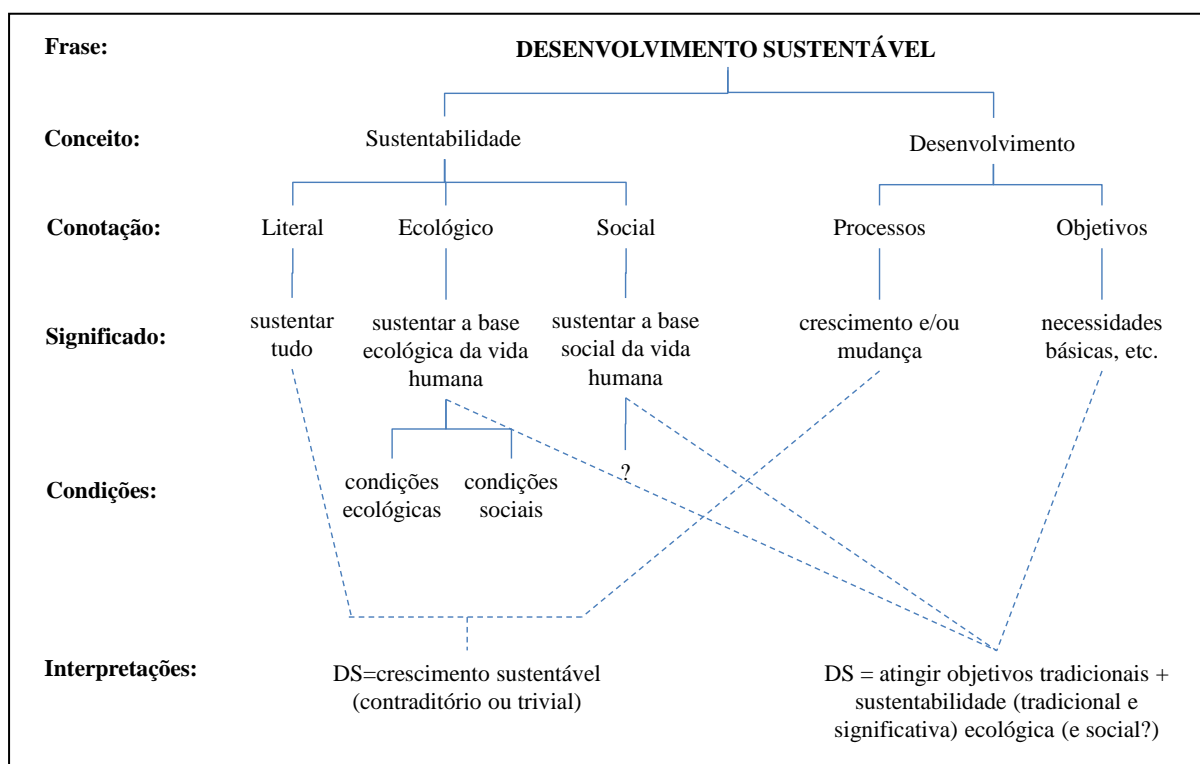 Frase:
DESENVOLVIMENTO SUSTENTÁVEL
Conceito:
Sustentabilidade
Desenvolvimento
Conotação:
Literal
Ecológico
Social
Processos
Objetivos
Significado:
sustentar
tudo
sustentar a base
ecológica da vida
humana
sustentar a base
social da vida
humana
crescimento e/ou
mudança
necessidades
básicas, etc.
Condições:
condições
ecológicas
condições
sociais
?
Interpretações:
DS=crescimento sustentável
(contraditório ou trivial)
DS = atingir objetivos tradicionais +
sustentabilidade (tradicional e
significativa) ecológica (e social?)